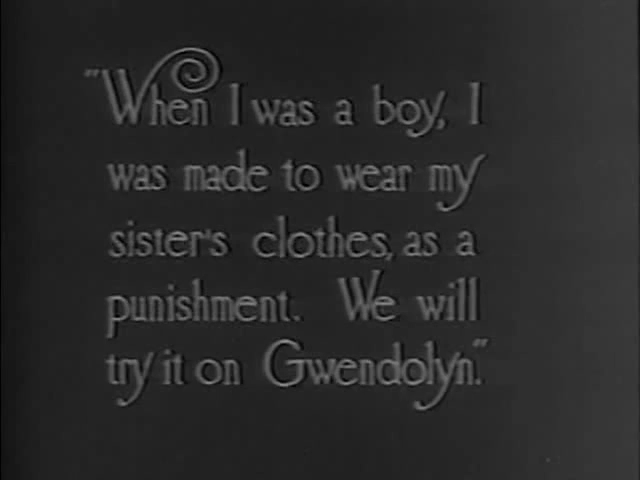 "When I was a boy, I
was made to wear my
sister's clothes, as a
punishment. We will
try it on Gwendolyn."